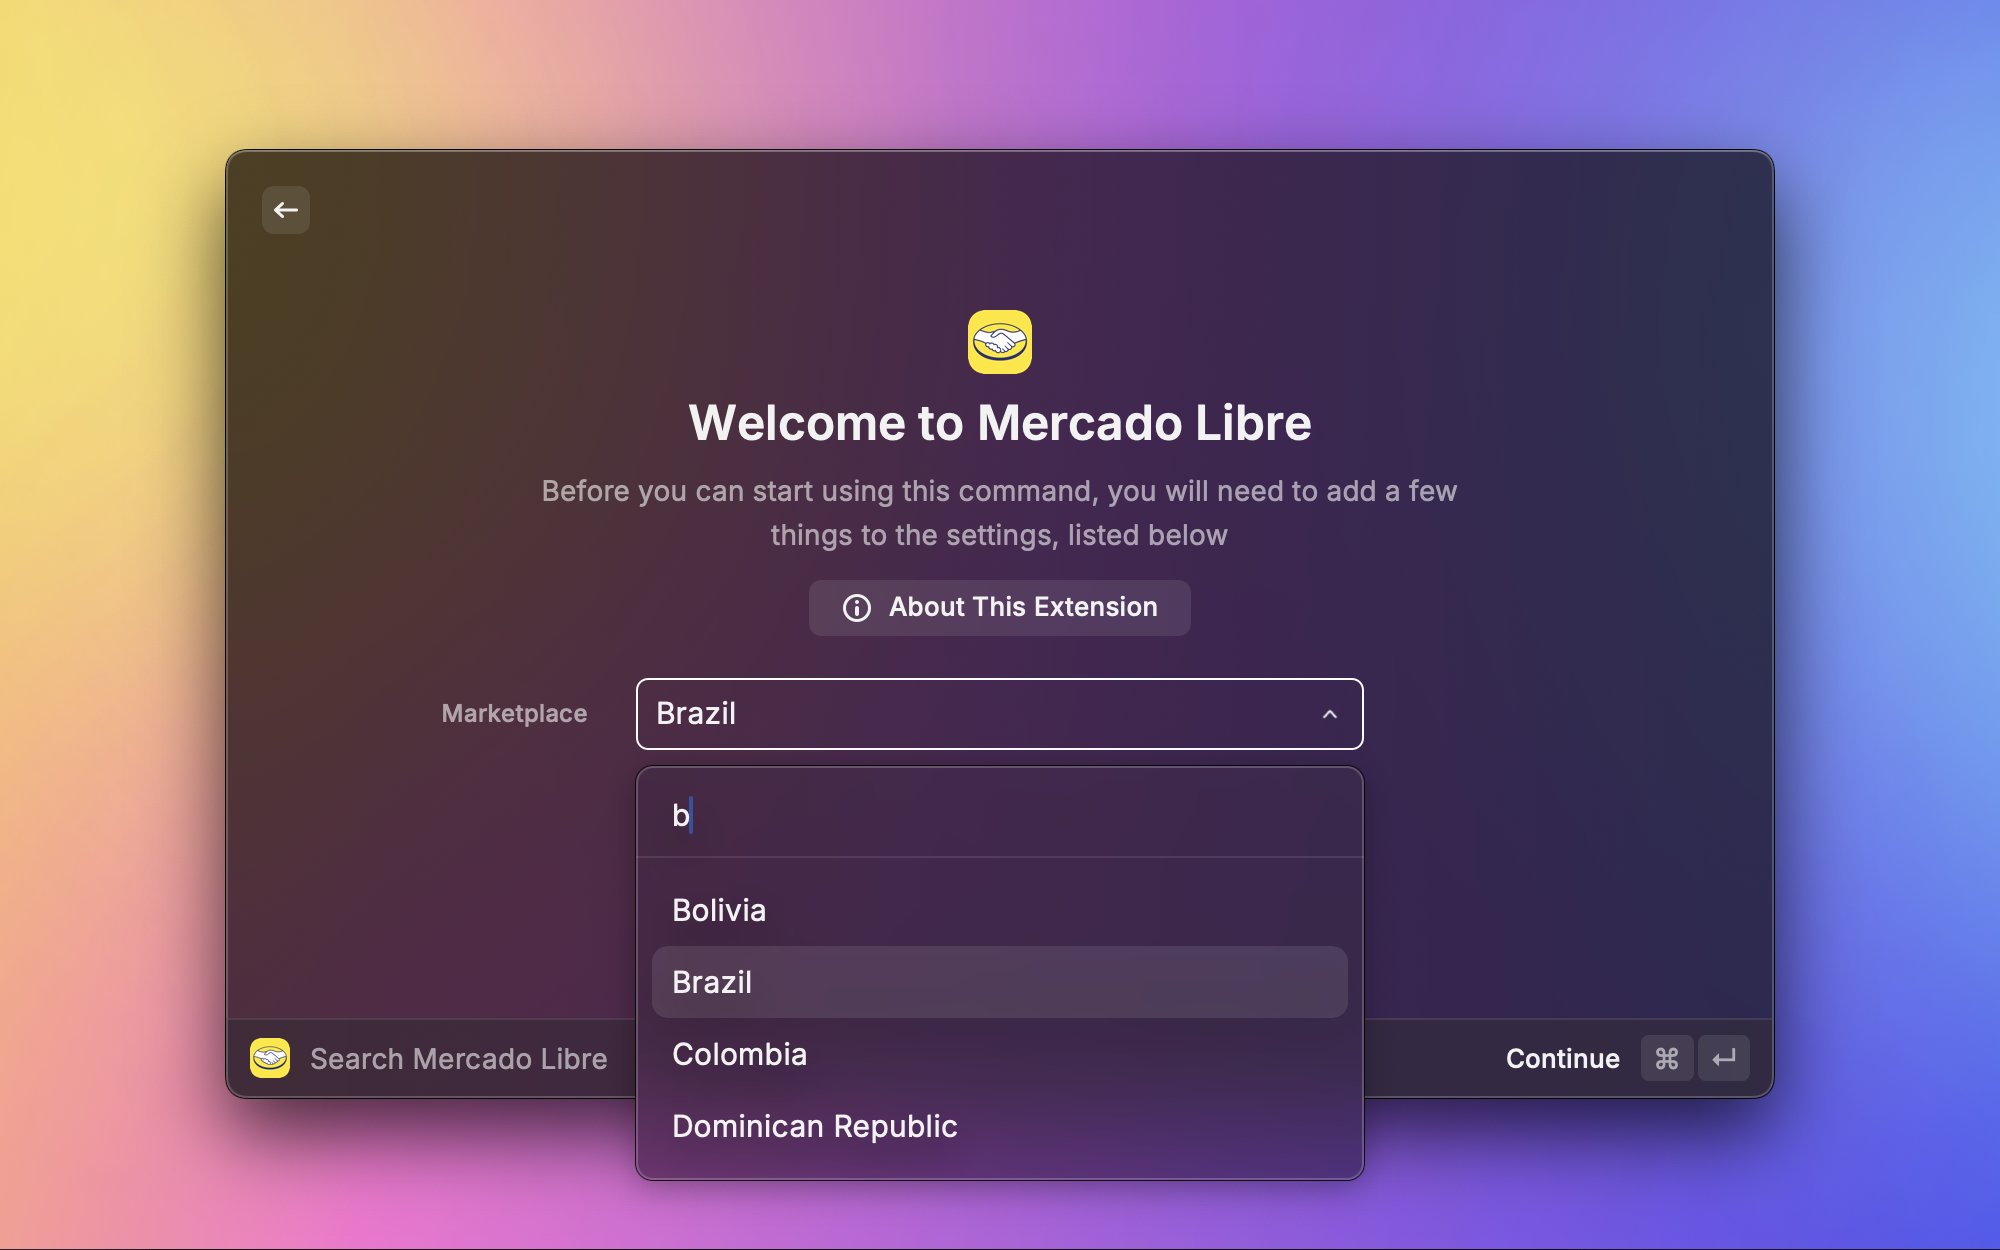 Welcome to Mercado Libre
Before you can start using this command, you will need to add a few
things to the settings, listed below
About This Extension
Marketplace
Brazil
b
Bolivia
Brazil
Colombia
Dominican Republic
Search Mercado Libre
Continue ⌘ ↵